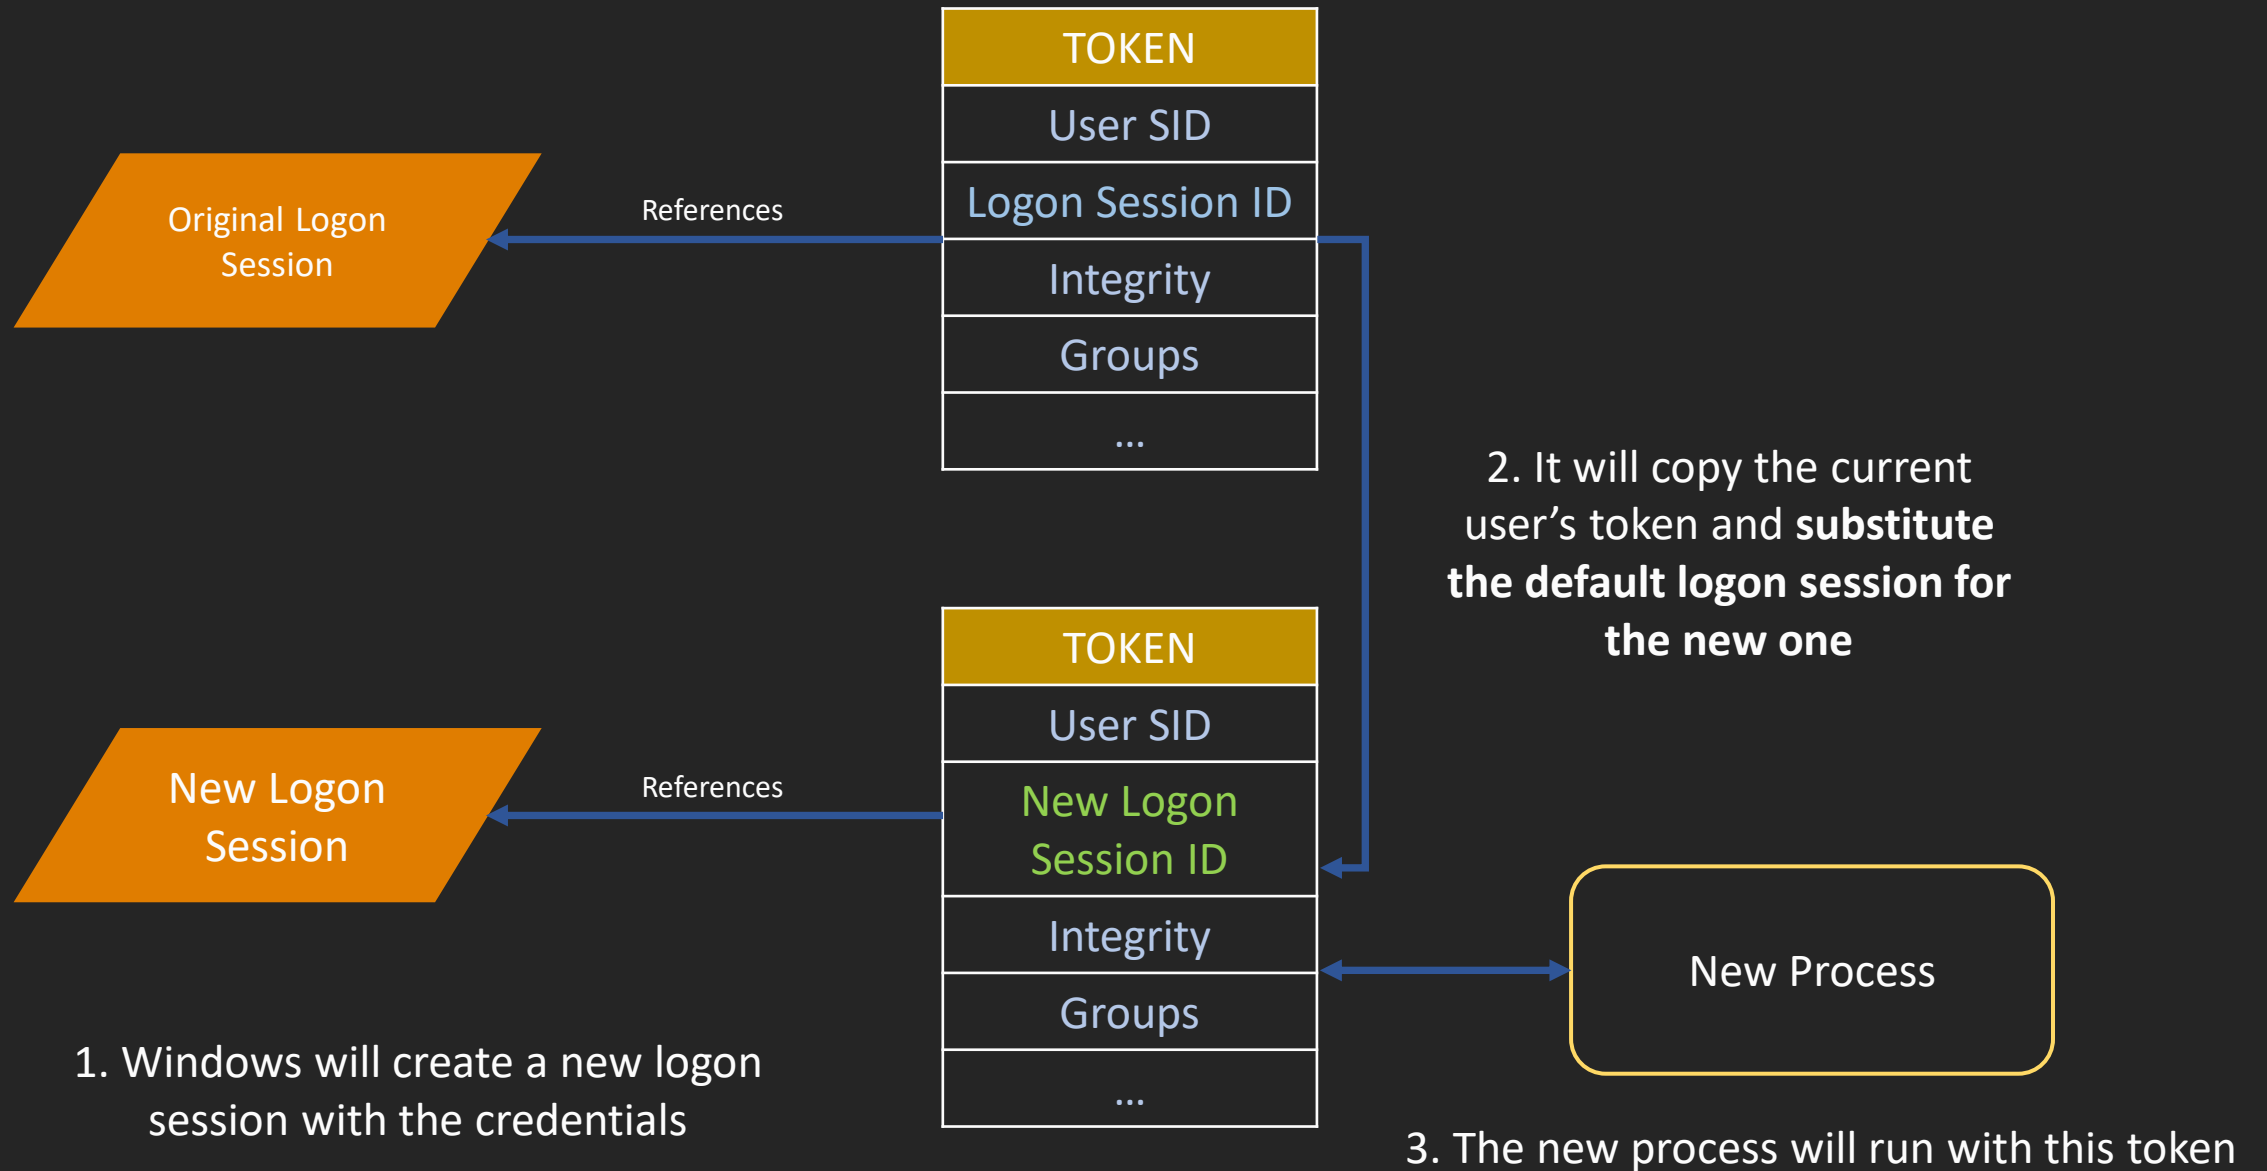 TOKEN
User SID
Logon Session ID
Integrity
Groups
...
References
Original Logon
Session
2. It will copy the current
user’s token and substitute
the default logon session for
the new one
TOKEN
User SID
New Logon
Session ID
Integrity
Groups
...
References
New Logon
Session
New Process
1. Windows will create a new logon
session with the credentials
3. The new process will run with this token